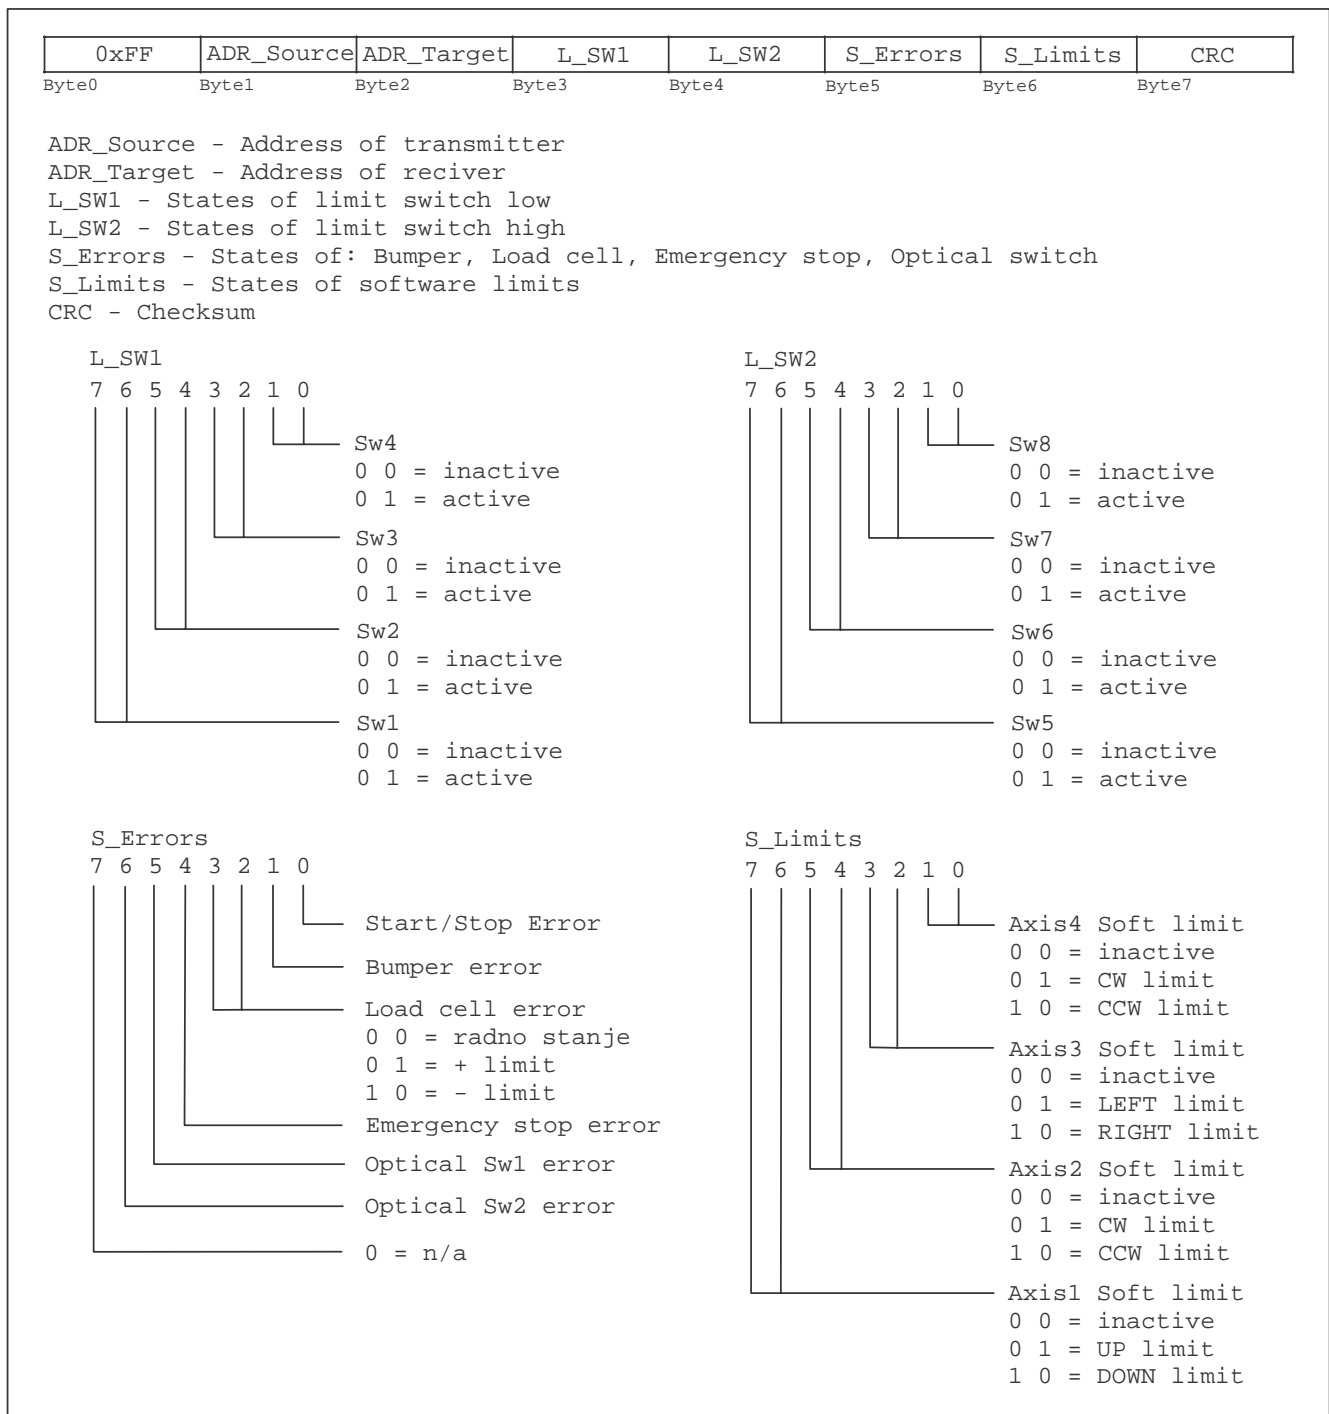 0xFF ADR_Source ADR_Target L_SW1 L_SW2 S_Errors S_Limits CRC
Byte0 Byte1 Byte2 Byte3 Byte4 Byte5 Byte6 Byte7
ADR_Source - Address of transmitter
ADR_Target - Address of reciver
L_SW1 - States of limit switch low
L_SW2 - States of limit switch high
S_Errors - States of: Bumper, Load cell, Emergency stop, Optical switch
S_Limits - States of software limits
CRC - Checksum
L_SW1
7 6 5 4 3 2 1 0
Sw4
0 0 = inactive
0 1 = active
Sw3
0 0 = inactive
0 1 = active
Sw2
0 0 = inactive
0 1 = active
Sw1
0 0 = inactive
0 1 = active
L_SW2
7 6 5 4 3 2 1 0
Sw8
0 0 = inactive
0 1 = active
Sw7
0 0 = inactive
0 1 = active
Sw6
0 0 = inactive
0 1 = active
Sw5
0 0 = inactive
0 1 = active
S_Errors
7 6 5 4 3 2 1 0
Start/Stop Error
Bumper error
Load cell error
0 0 = radno stanje
0 1 = + limit
1 0 = - limit
Emergency stop error
Optical Sw1 error
Optical Sw2 error
0 = n/a
S_Limits
7 6 5 4 3 2 1 0
Axis4 Soft limit
0 0 = inactive
0 1 = CW limit
1 0 = CCW limit
Axis3 Soft limit
0 0 = inactive
0 1 = LEFT limit
1 0 = RIGHT limit
Axis2 Soft limit
0 0 = inactive
0 1 = CW limit
1 0 = CCW limit
Axis1 Soft limit
0 0 = inactive
0 1 = UP limit
1 0 = DOWN limit